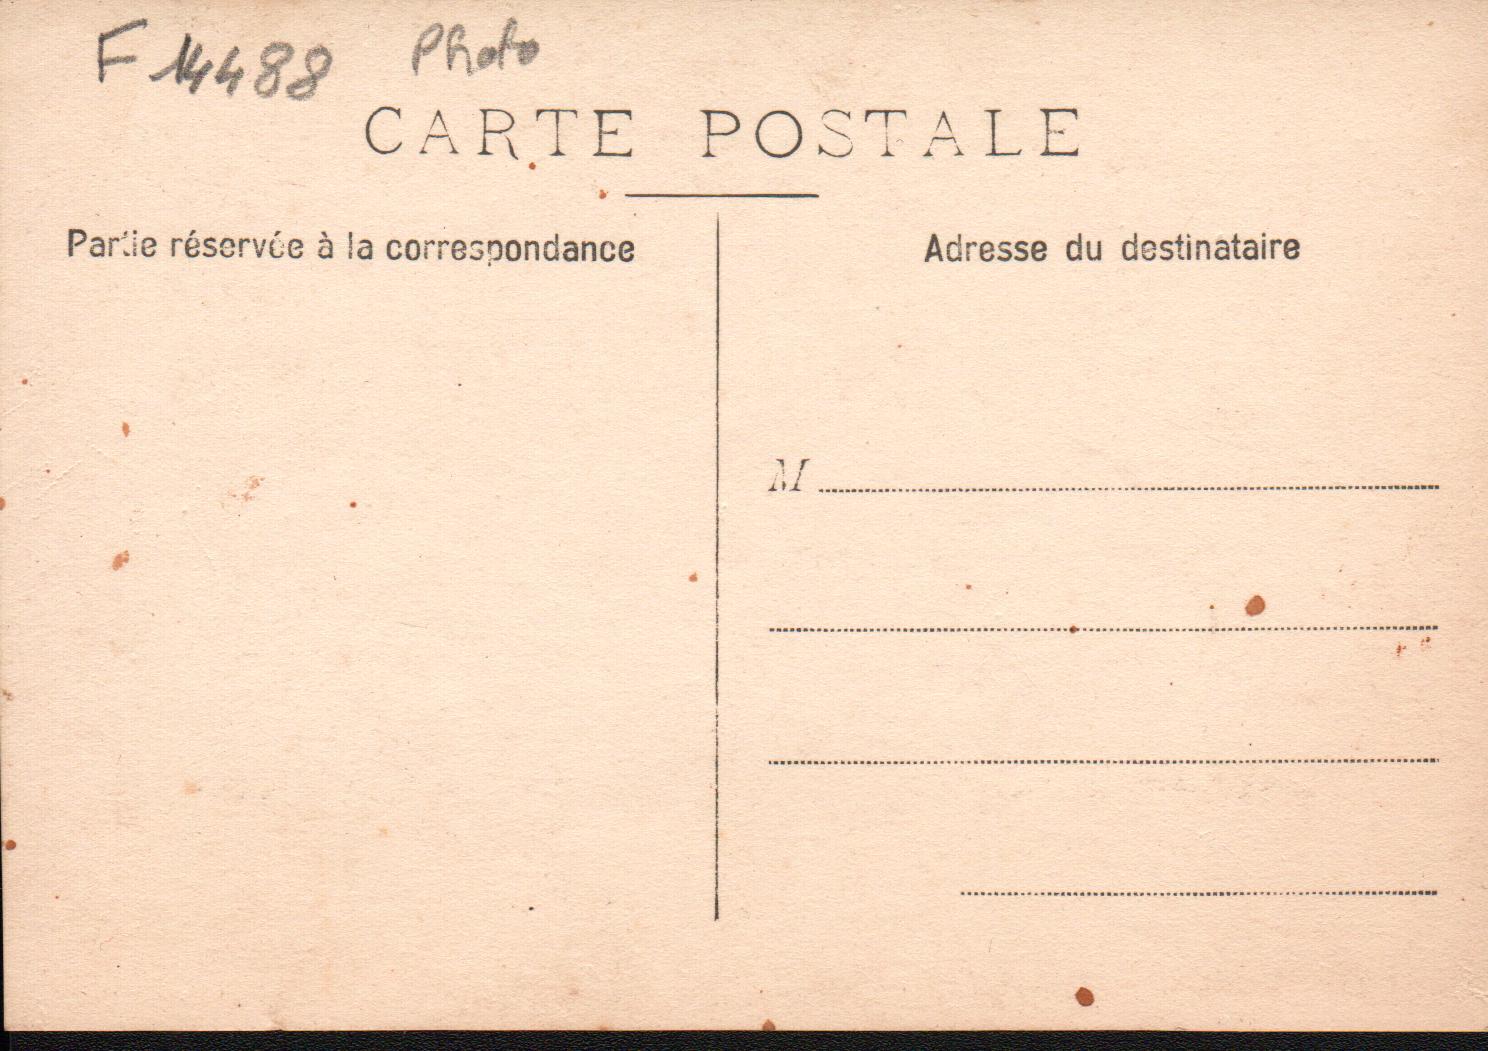 F 14488 Photo
CARTE POSTALE
Partie réservée à la correspondance
Adresse du destinataire
M